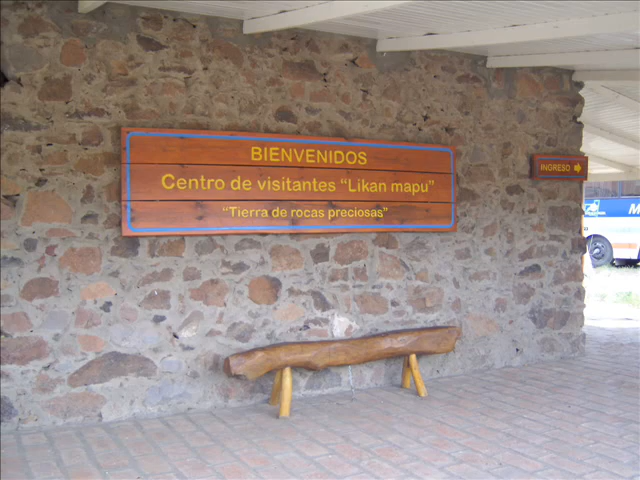 BIENVENIDOS
Centro de visitantes "Likan mapu"
"Tierra de rocas preciosas"
INGRESO